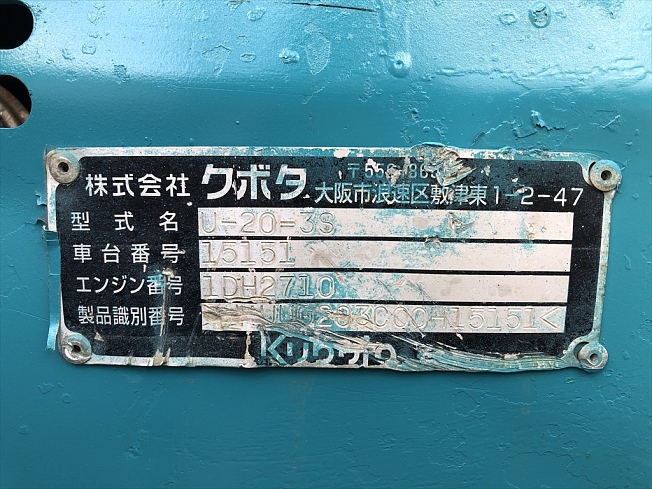 株式会社 クボタ 大阪市浪速区敷津東1-2-47
型式名 U-20-3S
車台番号 15151
エンジン番号 1DH2710
製品識別番号 H15151<
Kubota